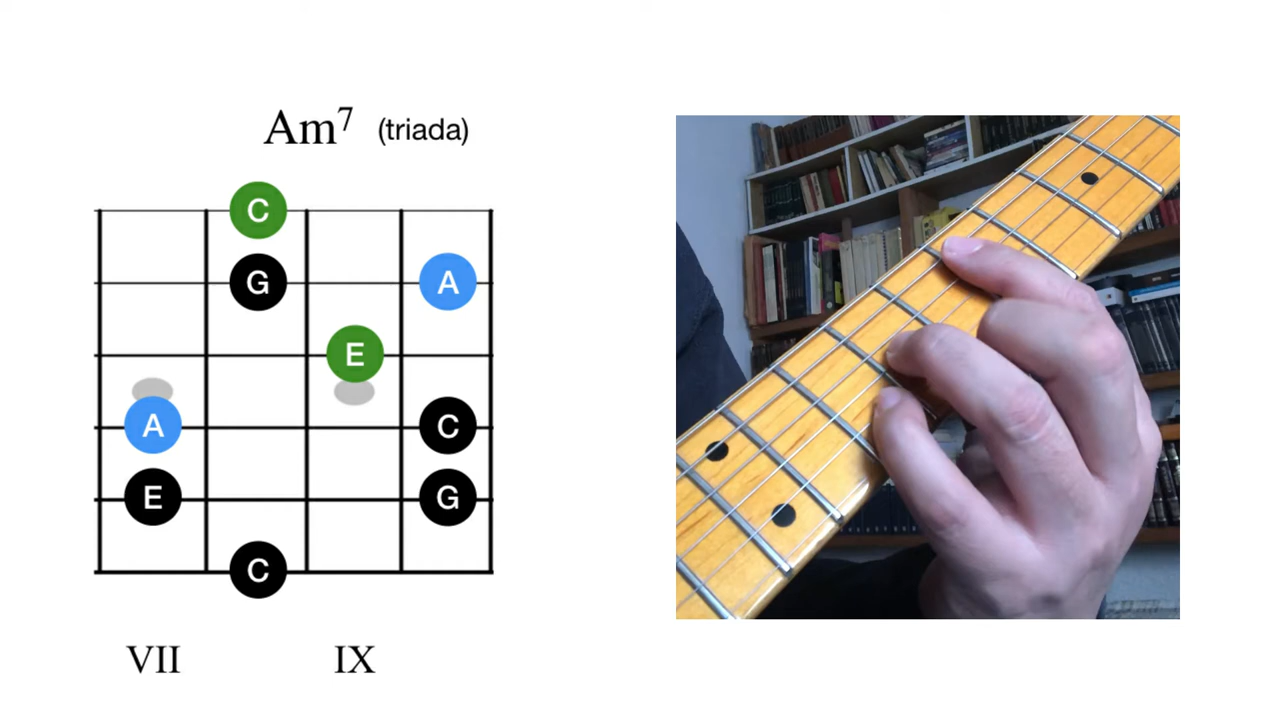 Am⁷ (triada)
C
G A
E
A C
E G
C
VII IX